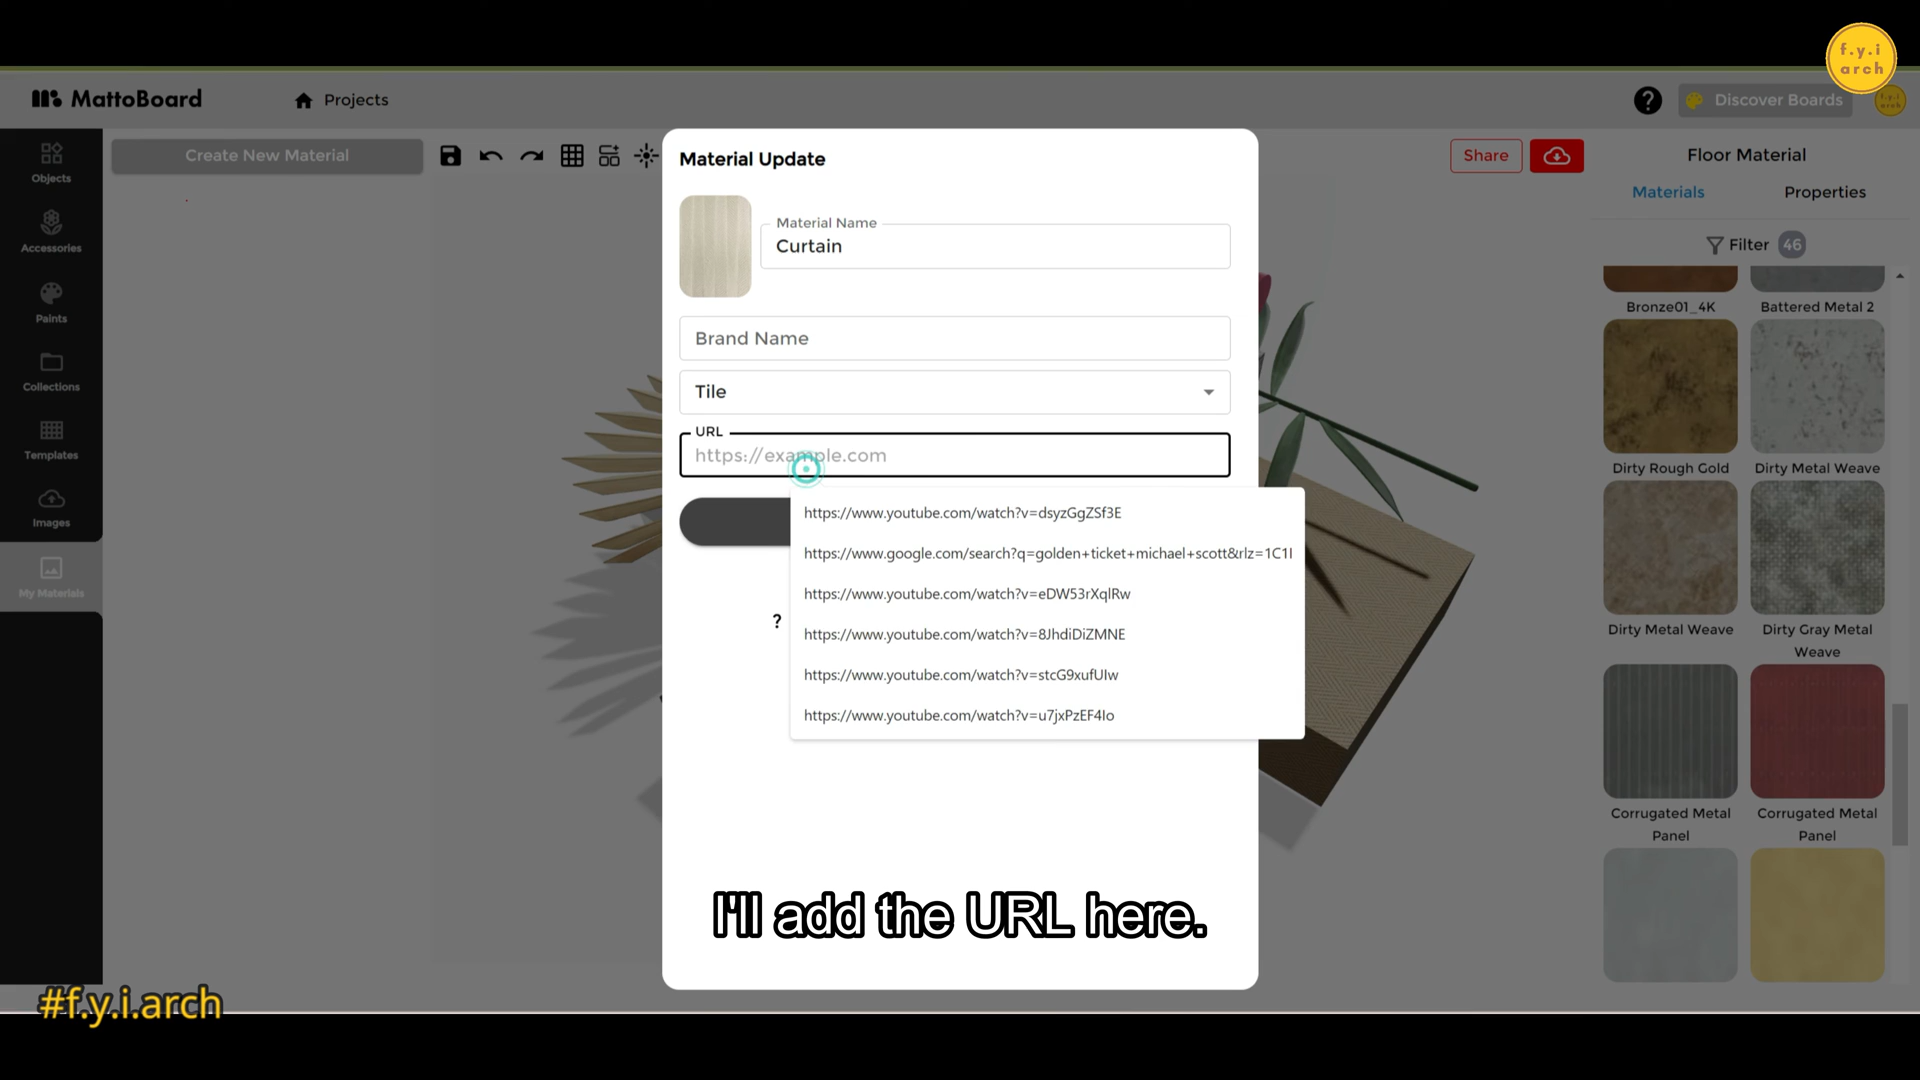 f.y.i
arch
MattoBoard
Projects
?
Discover Boards
f.y.i
arch
Objects
Accessories
Paints
Collections
Templates
Images
My Materials
Create New Material
Share
Material Update
Material Name
Curtain
Brand Name
Tile
URL
https://example.com
https://www.youtube.com/watch?v=dsyzGgZSf3E
https://www.google.com/search?q=golden+ticket+michael+scott&rlz=1C1I
https://www.youtube.com/watch?v=eDW53rXqlRw
https://www.youtube.com/watch?v=8JhdiDiZMNE
https://www.youtube.com/watch?v=stcG9xufUIw
https://www.youtube.com/watch?v=u7jxPzEF4Io
?
Floor Material
Materials
Properties
Filter 46
Bronze01_4K
Battered Metal 2
Dirty Rough Gold
Dirty Metal Weave
Dirty Metal Weave
Dirty Gray Metal
Weave
Corrugated Metal
Panel
Corrugated Metal
Panel
I'll add the URL here.
#f.y.i.arch